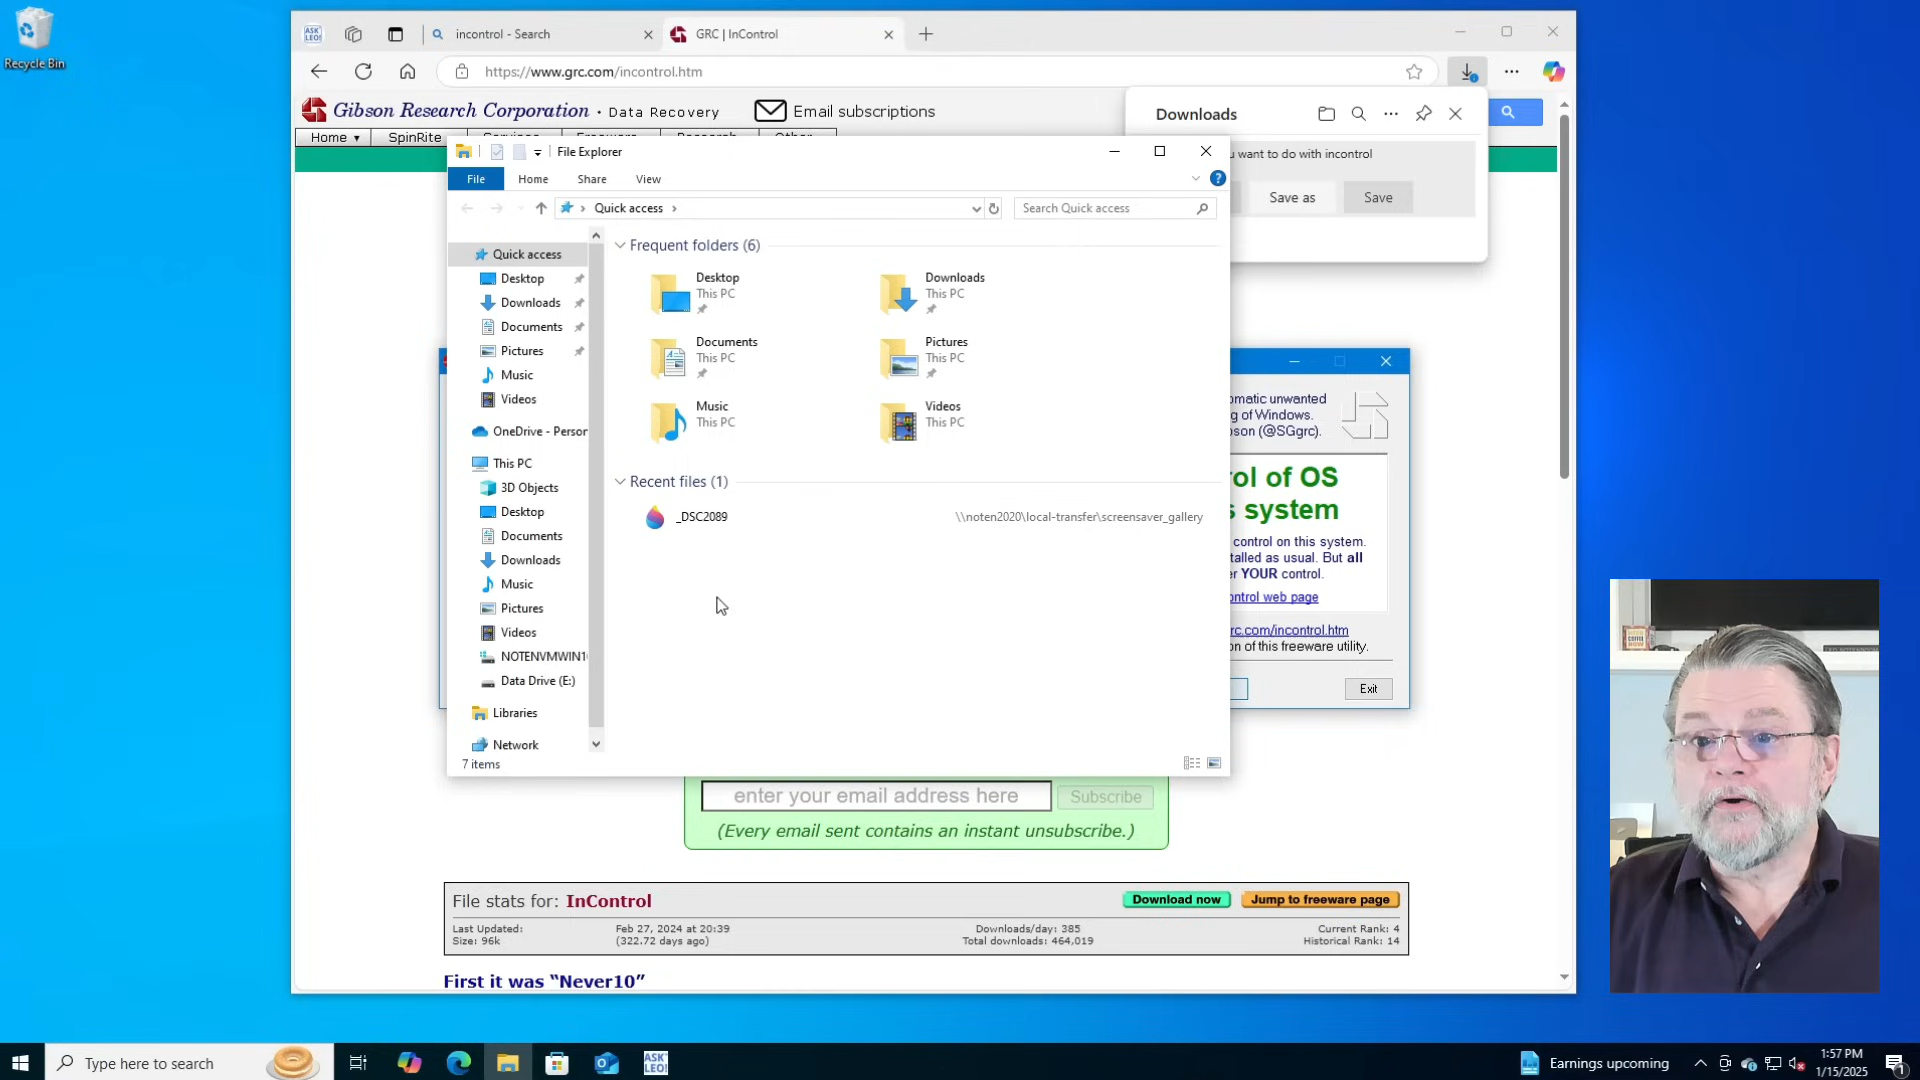 Recycle Bin
incontrol - Search
GRC | InControl
https://www.grc.com/incontrol.htm
Gibson Research Corporation
· Data Recovery
Email subscriptions
Downloads
Home
SpinRite
u want to do with incontrol
Save as
Save
File Explorer
File
Home
Share
View
Quick access
Search Quick access
Quick access
Desktop
Downloads
Documents
Pictures
Music
Videos
OneDrive - Person
This PC
3D Objects
Desktop
Documents
Downloads
Music
Pictures
Videos
NOTENVMWIN1
Data Drive (E:)
Libraries
Network
7 items
Frequent folders (6)
Desktop
This PC
Downloads
This PC
Documents
This PC
Pictures
This PC
Music
This PC
Videos
This PC
Recent files (1)
_DSC2089
\\noten2020\local-transfer\screensaver_gallery
omatic unwanted
g of Windows.
oson (@SGgrc).
rol of OS
s system
control on this system.
talled as usual. But all
er YOUR control.
ontrol web page
rc.com/incontrol.htm
on of this freeware utility.
Exit
enter your email address here
Subscribe
(Every email sent contains an instant unsubscribe.)
File stats for: InControl
Download now
Jump to freeware page
Last Updated:
Size: 96k
Feb 27, 2024 at 20:39
(322.72 days ago)
Downloads/day: 385
Total downloads: 464,019
Current Rank: 4
Historical Rank: 14
First it was “Never10”
Type here to search
ASK LEO!
Earnings upcoming
1:57 PM
1/15/2025
1